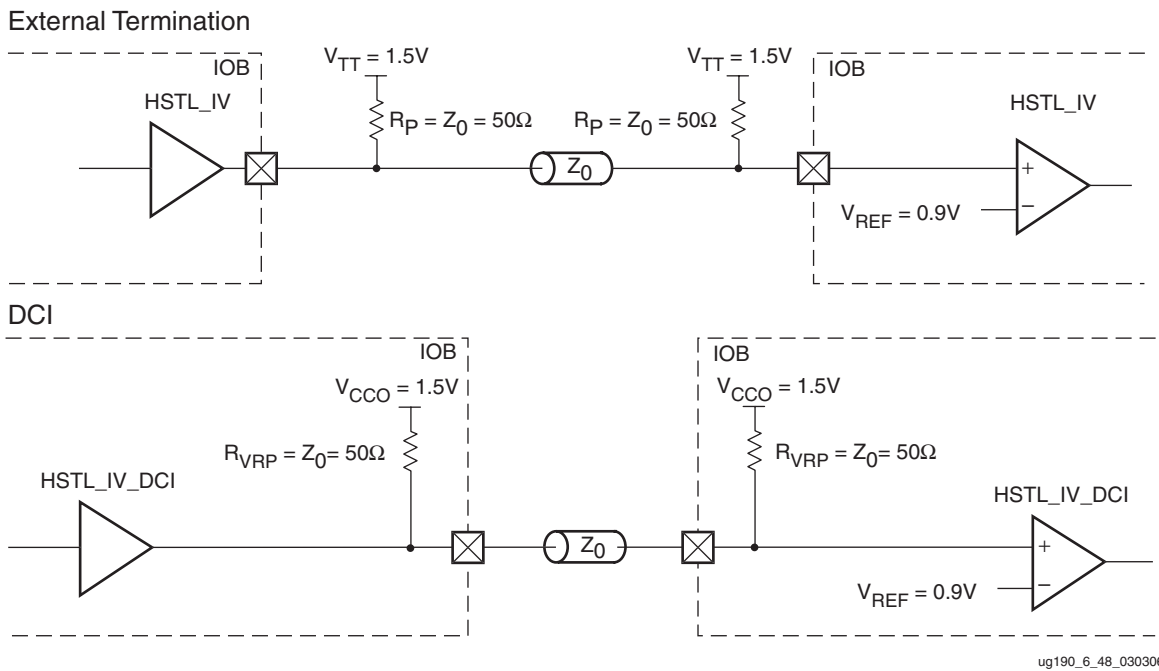 External Termination
IOB
V_TT = 1.5V
V_TT = 1.5V
IOB
HSTL_IV
R_P = Z_0 = 50Ω
R_P = Z_0 = 50Ω
HSTL_IV
Z_0
+
V_REF = 0.9V
–
DCI
IOB
IOB
V_CCO = 1.5V
V_CCO = 1.5V
R_VRP = Z_0= 50Ω
R_VRP = Z_0= 50Ω
HSTL_IV_DCI
HSTL_IV_DCI
Z_0
+
V_REF = 0.9V
–